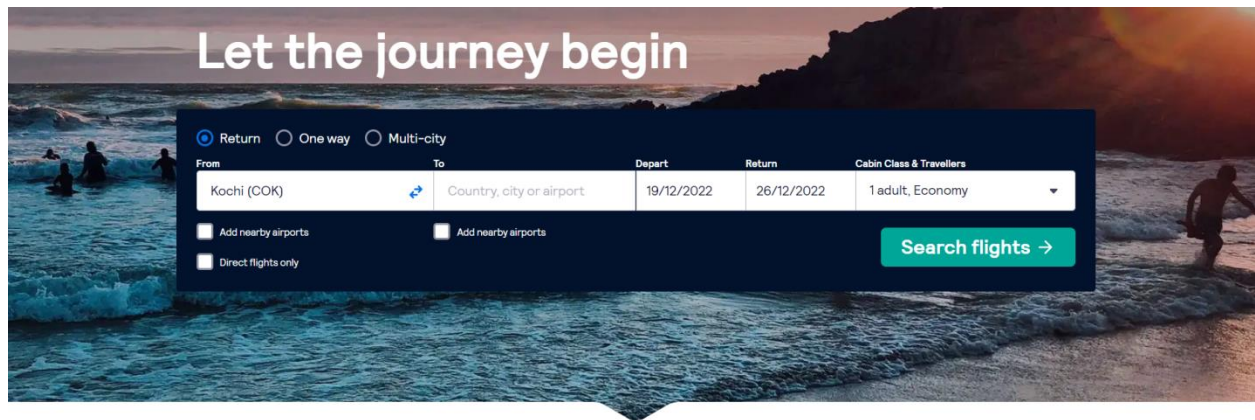 Let the journey begin
Return One way Multi-city
From To Depart Return Cabin Class & Travellers
Kochi (COK) Country, city or airport 19/12/2022 26/12/2022 1 adult, Economy
Add nearby airports Add nearby airports
Direct flights only
Search flights →